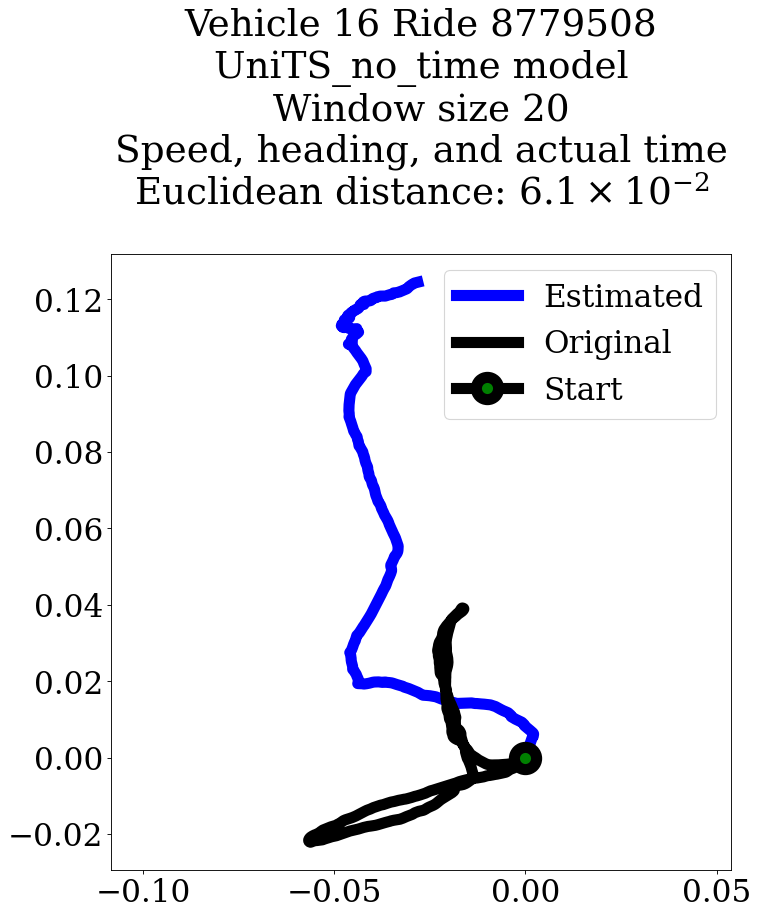 Vehicle 16 Ride 8779508
UniTS_no_time model
Window size 20
Speed, heading, and actual time
Euclidean distance: 6.1 × 10⁻²
Estimated
Original
Start
0.12
0.10
0.08
0.06
0.04
0.02
0.00
−0.02
−0.10
−0.05
0.00
0.05